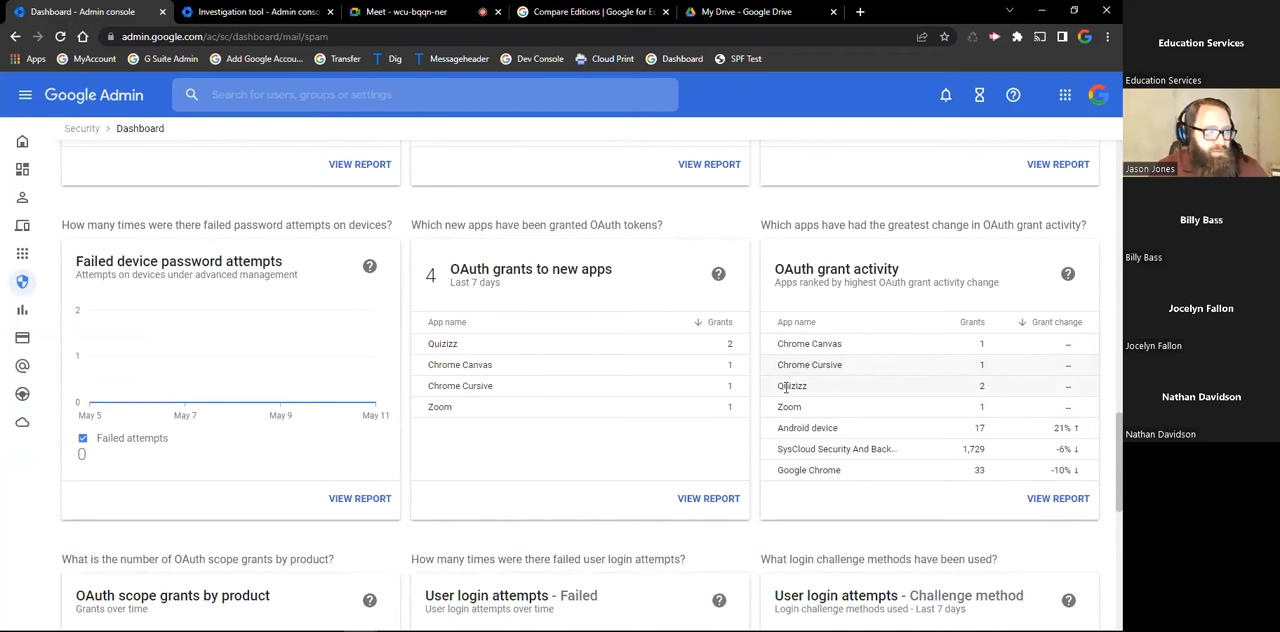 Dashboard - Admin console
Investigation tool - Admin conso
Meet - wcu-bqqn-ner
Compare Editions | Google for E
My Drive - Google Drive
admin.google.com/ac/sc/dashboard/mail/spam
Apps
MyAccount
G Suite Admin
Add Google Accou...
Transfer
Dig
Messageheader
Dev Console
Cloud Print
Dashboard
SPF Test
Google Admin
Search for users, groups or settings
Security > Dashboard
VIEW REPORT
VIEW REPORT
VIEW REPORT
How many times were there failed password attempts on devices?
Failed device password attempts
Attempts on devices under advanced management
2
1
0
May 5 May 7 May 9 May 11
Failed attempts
0
VIEW REPORT
Which new apps have been granted OAuth tokens?
4 OAuth grants to new apps
Last 7 days
App name Grants
Quizizz 2
Chrome Canvas 1
Chrome Cursive 1
Zoom 1
VIEW REPORT
Which apps have had the greatest change in OAuth grant activity?
OAuth grant activity
Apps ranked by highest OAuth grant activity change
App name Grants Grant change
Chrome Canvas 1 --
Chrome Cursive 1 --
Quizizz 2 --
Zoom 1 --
Android device 17 21%
SysCloud Security And Back... 1,729 -6%
Google Chrome 33 -10%
VIEW REPORT
What is the number of OAuth scope grants by product?
OAuth scope grants by product
Grants over time
How many times were there failed user login attempts?
User login attempts - Failed
User login attempts over time
What login challenge methods have been used?
User login attempts - Challenge method
Login challenge methods used - Last 7 days
Education Services
Education Services
Jason Jones
Billy Bass
Billy Bass
Jocelyn Fallon
Jocelyn Fallon
Nathan Davidson
Nathan Davidson